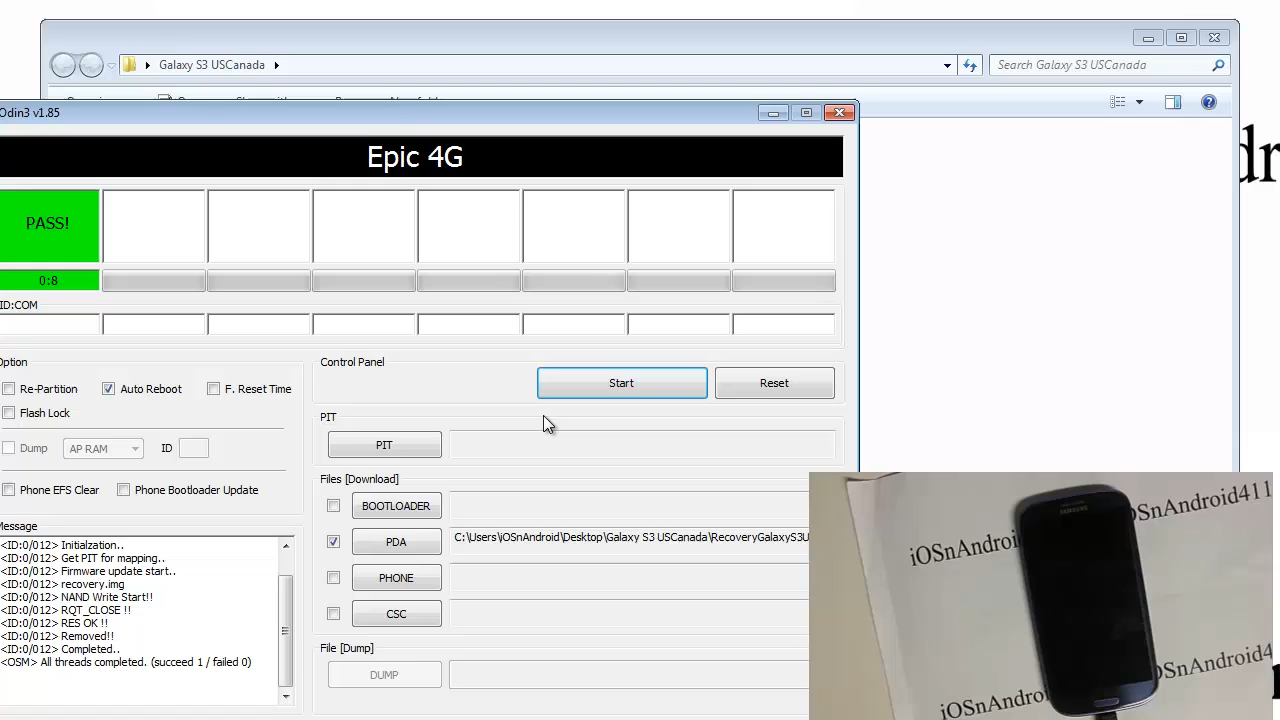 Galaxy S3 USCanada
Search Galaxy S3 USCanada
Odin3 v1.85
Epic 4G
PASS!
0:8
ID:COM
Option
Control Panel
Re-Partition
Auto Reboot
F. Reset Time
Start
Reset
Flash Lock
PIT
PIT
Dump
AP RAM
ID
Files [Download]
Phone EFS Clear
Phone Bootloader Update
BOOTLOADER
Message
PDA
C:\Users\iOSnAndroid\Desktop\Galaxy S3 USCanada\RecoveryGalaxyS3U
PHONE
CSC
<ID:0/012> Initialzation..
<ID:0/012> Get PIT for mapping..
<ID:0/012> Firmware update start..
<ID:0/012> recovery.img
<ID:0/012> NAND Write Start!!
<ID:0/012> RQT_CLOSE !!
<ID:0/012> RES OK !!
<ID:0/012> Removed!!
<ID:0/012> Completed..
<OSM> All threads completed. (succeed 1 / failed 0)
File [Dump]
DUMP
SAMSUNG
iOSnAndroid
OSnAndroid411
iOSnAndroid4
OSnAndroid4